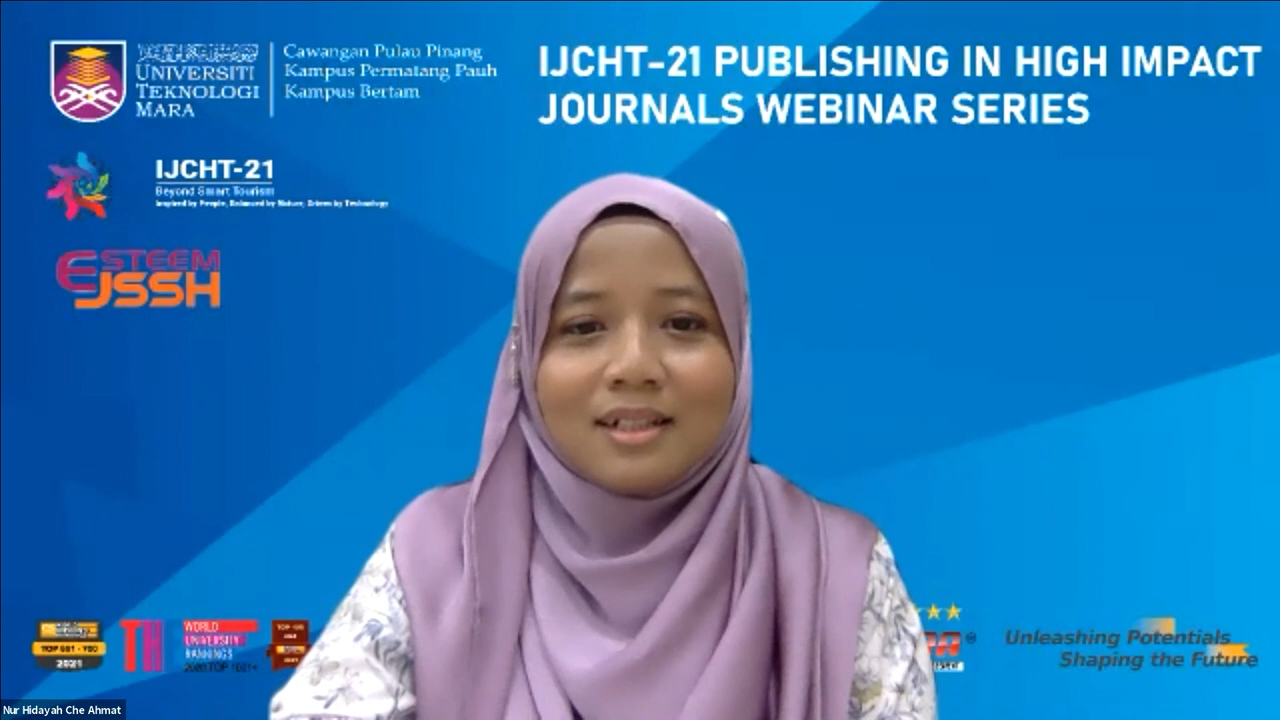 UNIVERSITI
TEKNOLOGI
MARA
Cawangan Pulau Pinang
Kampus Permatang Pauh
Kampus Bertam
IJCHT-21 PUBLISHING IN HIGH IMPACT
JOURNALS WEBINAR SERIES
IJCHT-21
Beyond Smart Tourism
Inspired by People, Enhanced by Nature, Driven by Technology
ESTEEM
JSSH
2021
WORLD
UNIVERSITY
RANKINGS
Unleashing Potentials
Shaping the Future
Nur Hidayah Che Ahmat